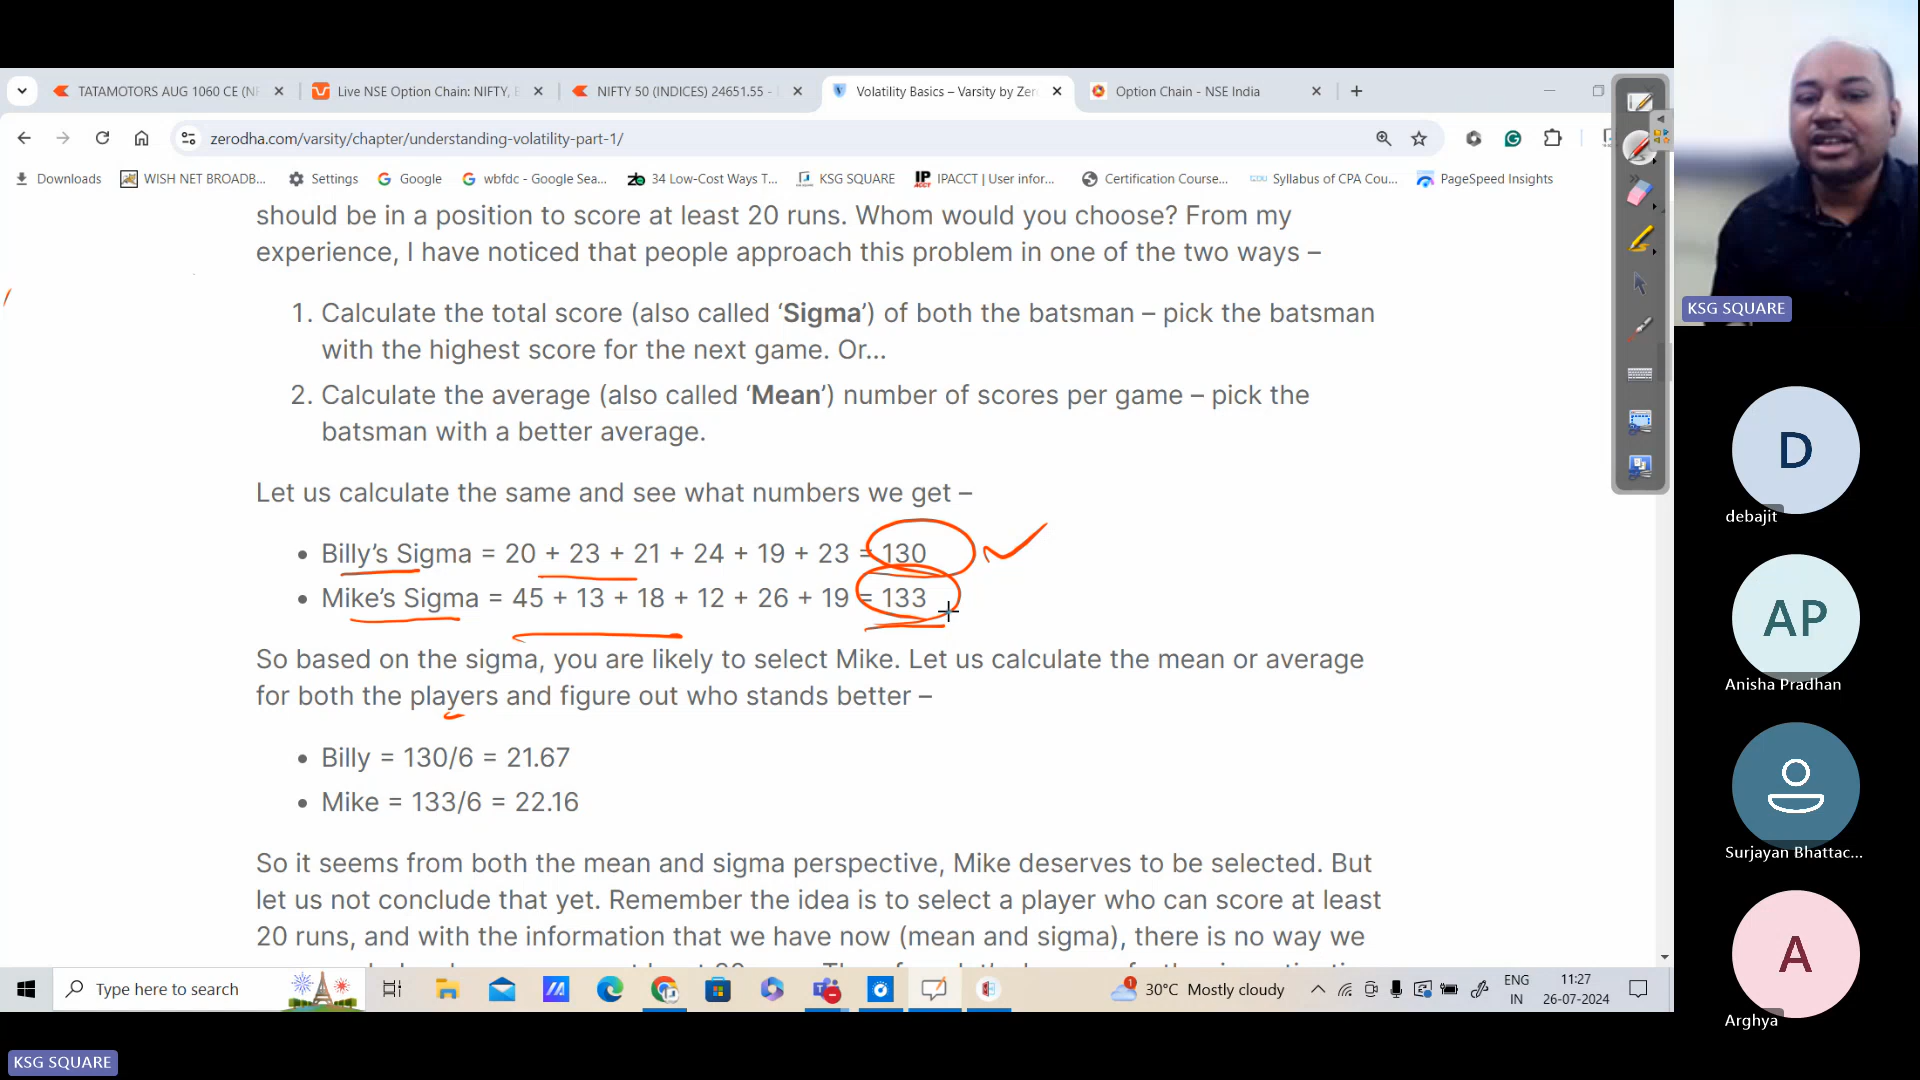 TATAMOTORS AUG 1060 CE (NF
Live NSE Option Chain: NIFTY, B
NIFTY 50 (INDICES) 24651.55 -
Volatility Basics – Varsity by Zer
Option Chain - NSE India
zerodha.com/varsity/chapter/understanding-volatility-part-1/
Downloads
WISH NET BROADB...
Settings
Google
wbfdc - Google Sea...
34 Low-Cost Ways T...
KSG SQUARE
IPACCT | User infor...
Certification Course...
Syllabus of CPA Cou...
PageSpeed Insights
should be in a position to score at least 20 runs. Whom would you choose? From my
experience, I have noticed that people approach this problem in one of the two ways –
1. Calculate the total score (also called ‘Sigma’) of both the batsman – pick the batsman
with the highest score for the next game. Or…
2. Calculate the average (also called ‘Mean’) number of scores per game – pick the
batsman with a better average.
Let us calculate the same and see what numbers we get –
• Billy’s Sigma = 20 + 23 + 21 + 24 + 19 + 23 = 130
• Mike’s Sigma = 45 + 13 + 18 + 12 + 26 + 19 = 133
So based on the sigma, you are likely to select Mike. Let us calculate the mean or average
for both the players and figure out who stands better –
• Billy = 130/6 = 21.67
• Mike = 133/6 = 22.16
So it seems from both the mean and sigma perspective, Mike deserves to be selected. But
let us not conclude that yet. Remember the idea is to select a player who can score at least
20 runs, and with the information that we have now (mean and sigma), there is no way we
KSG SQUARE
D
debajit
AP
Anisha Pradhan
Surjayan Bhattac...
A
Arghya
Type here to search
30°C Mostly cloudy
ENG
IN
11:27
26-07-2024
KSG SQUARE